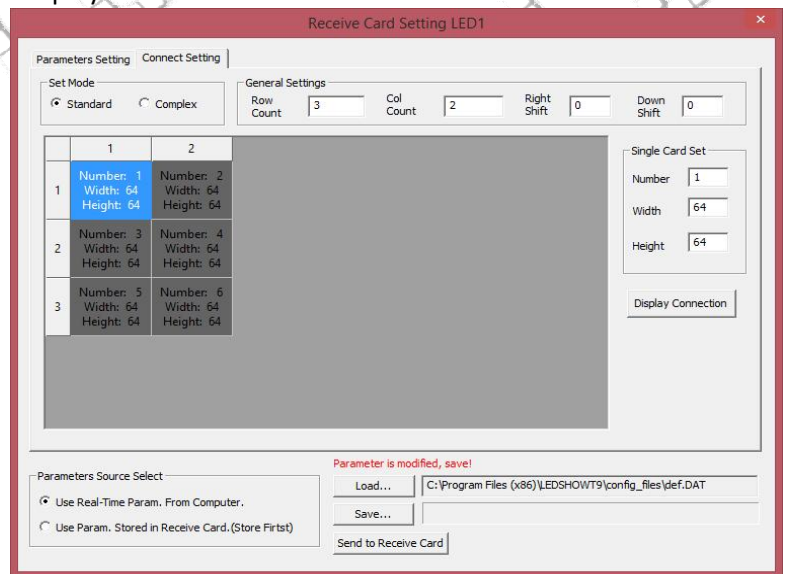 Receive Card Setting LED1
Parameters Setting Connect Setting
Set Mode
Standard Complex
General Settings
Row Count 3 Col Count 2 Right Shift 0 Down Shift 0
1 2
1
Number: 1
Width: 64
Height: 64
Number: 2
Width: 64
Height: 64
2
Number: 3
Width: 64
Height: 64
Number: 4
Width: 64
Height: 64
3
Number: 5
Width: 64
Height: 64
Number: 6
Width: 64
Height: 64
Single Card Set
Number 1
Width 64
Height 64
Display Connection
Parameters Source Select
Use Real-Time Param. From Computer.
Use Param. Stored in Receive Card.(Store Firtst)
Parameter is modified, save!
Load... C:\Program Files (x86)\LEDSHOWT9\config_files\def.DAT
Save...
Send to Receive Card